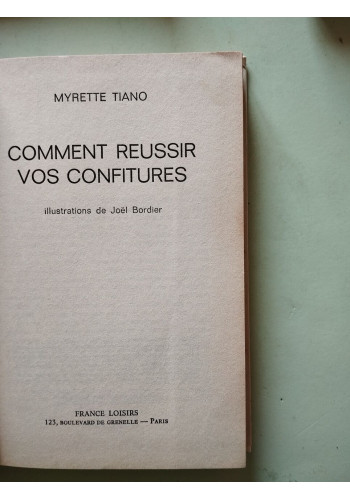 MYRETTE TIANO
COMMENT REUSSIR
VOS CONFITURES
illustrations de Joël Bordier
FRANCE LOISIRS
123, BOULEVARD DE GRENELLE — PARIS